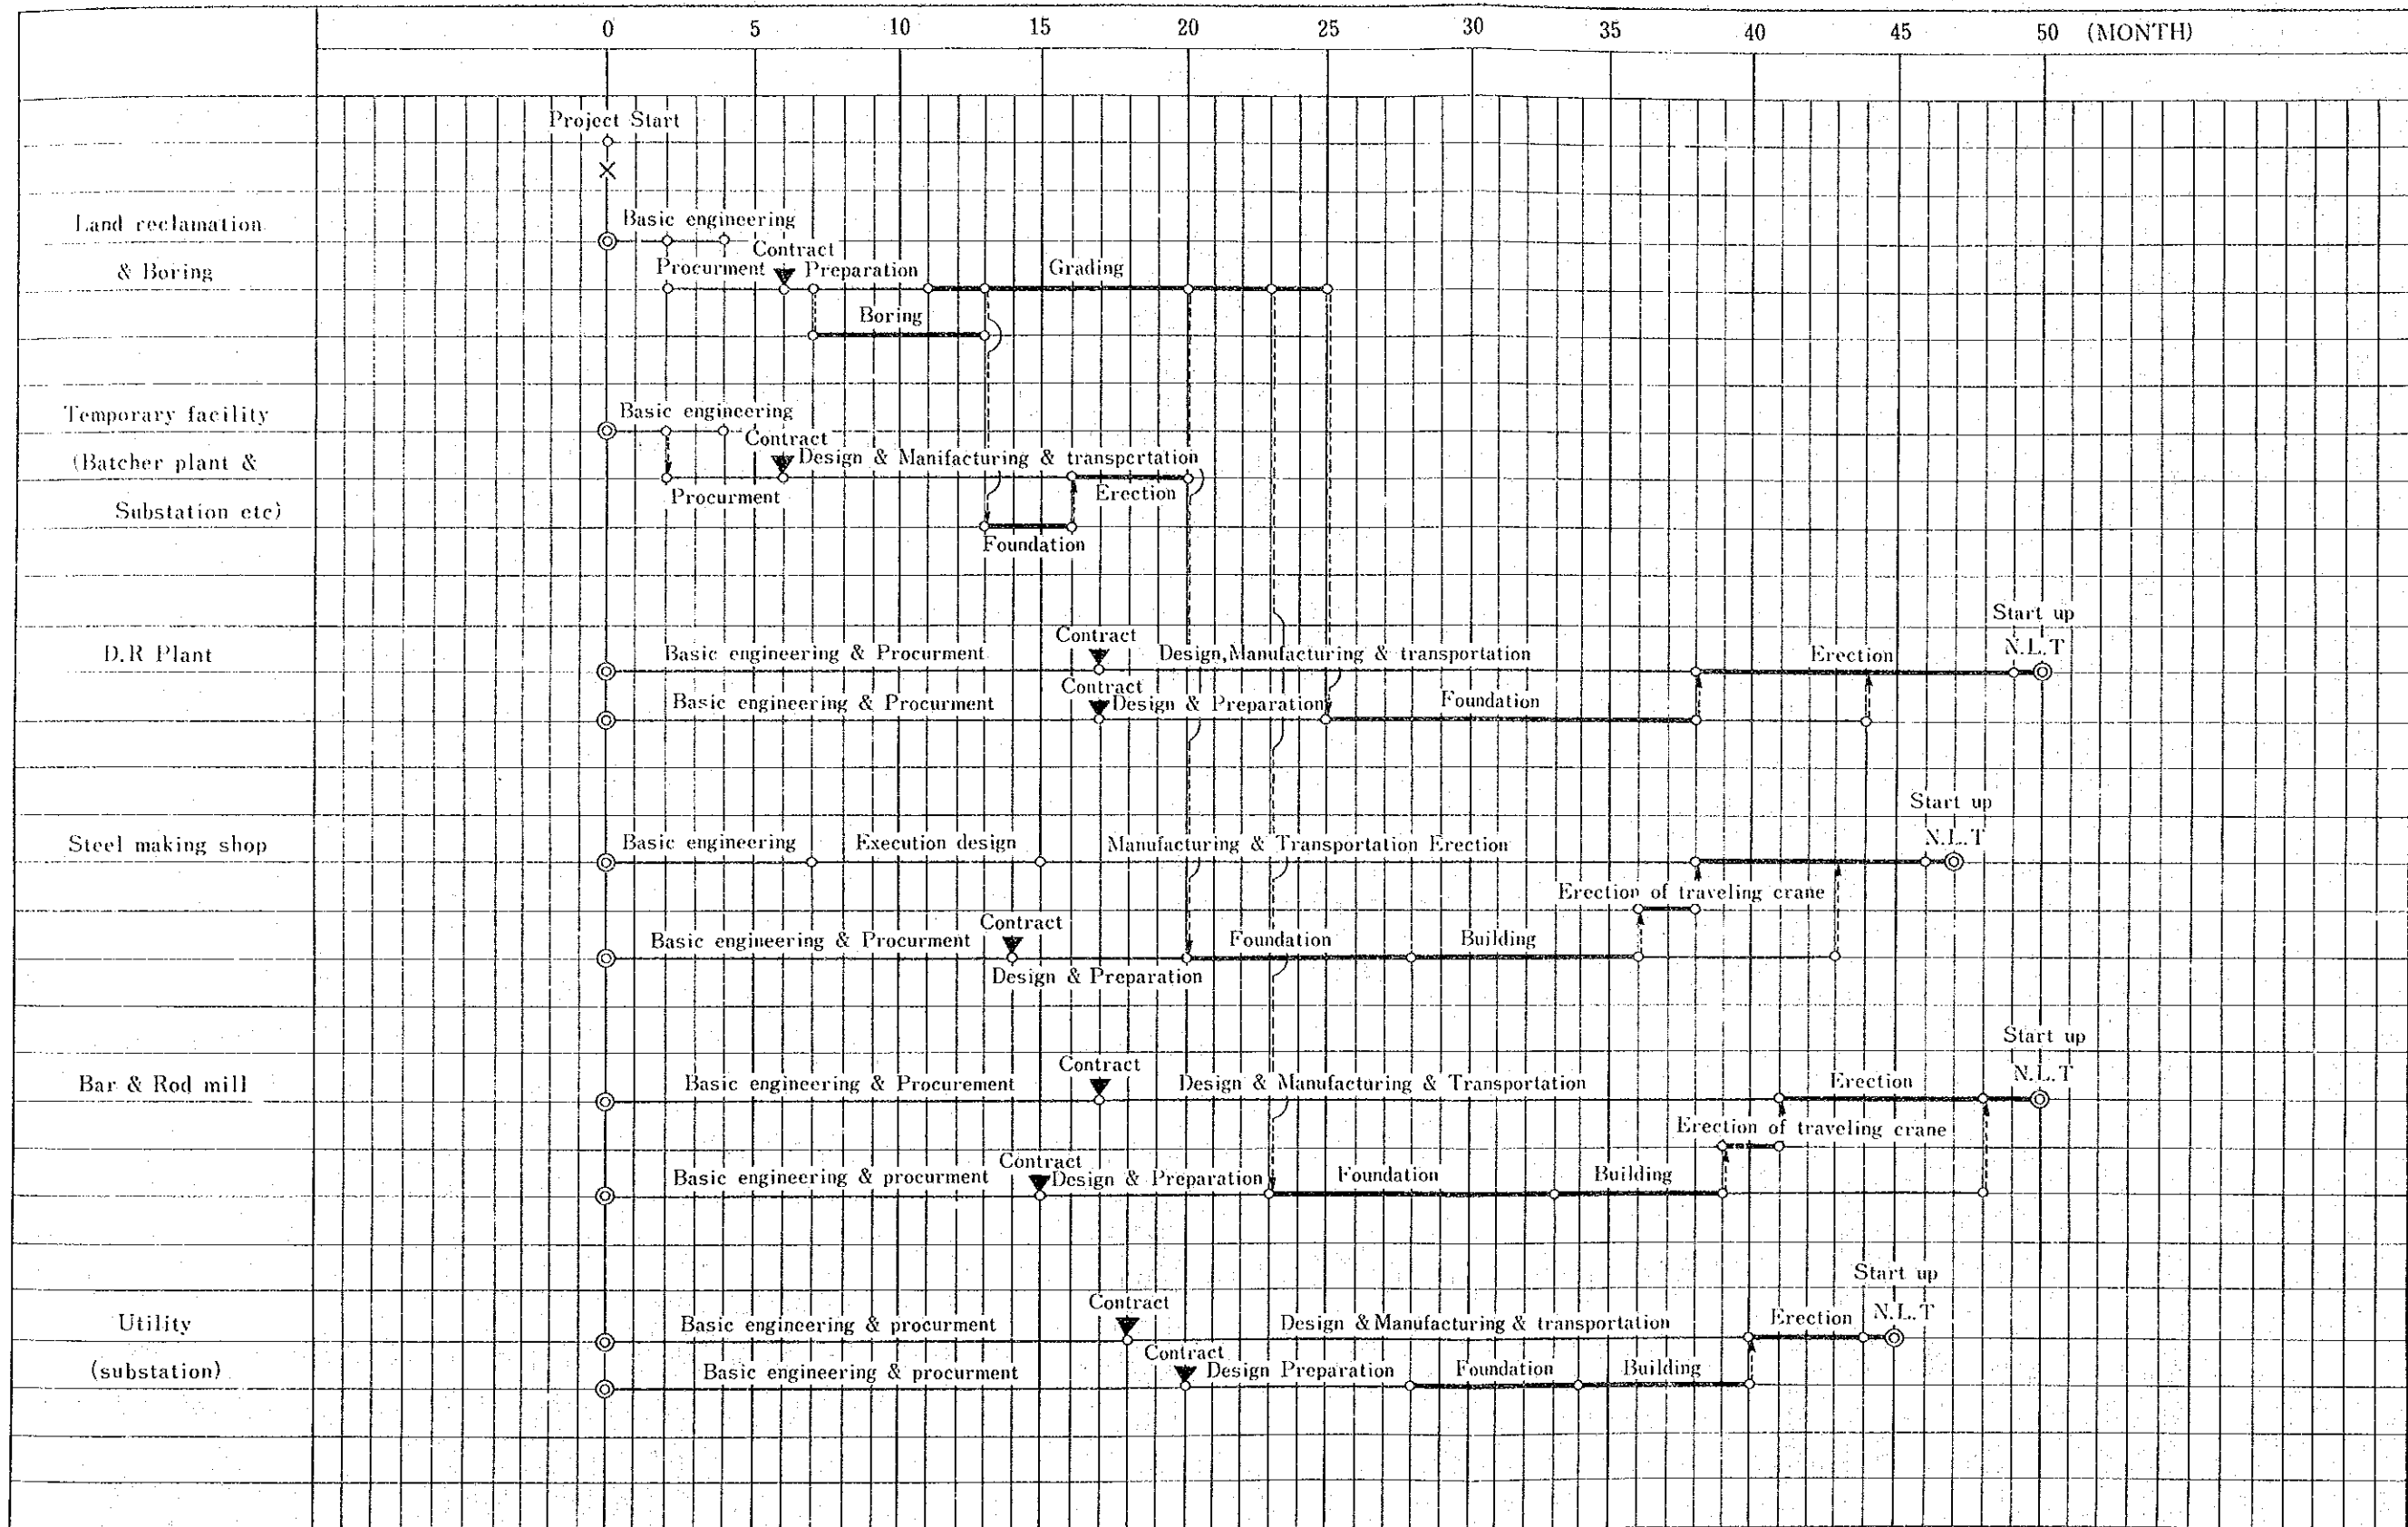 0 5 10 15 20 25 30 35 40 45 50 (MONTH)
Project Start
Land reclamation
& Boring
Basic engineering
Contract
Procurment Preparation Grading
Boring
Temporary facility
(Batcher plant &
Substation etc)
Basic engineering
Contract
Design & Manifacturing & transpertation
Procurment Erection
Foundation
D.R Plant
Start up
N.L.T
Contract
Basic engineering & Procurment Design,Manufacturing & transportation Erection
Contract
Basic engineering & Procurment Design & Preparation Foundation
Steel making shop
Start up
N.L.T
Basic engineering Execution design Manufacturing & Transportation Erection
Erection of traveling crane
Contract
Basic engineering & Procurment Foundation Building
Design & Preparation
Bar & Rod mill
Start up
N.L.T
Contract
Basic engineering & Procurement Design & Manufacturing & Transportation Erection
Erection of traveling crane
Contract
Basic engineering & procurment Design & Preparation Foundation Building
Utility
(substation)
Start up
N.L.T
Contract
Basic engineering & procurment Design & Manufacturing & transportation Erection
Contract
Basic engineering & procurment Design Preparation Foundation Building